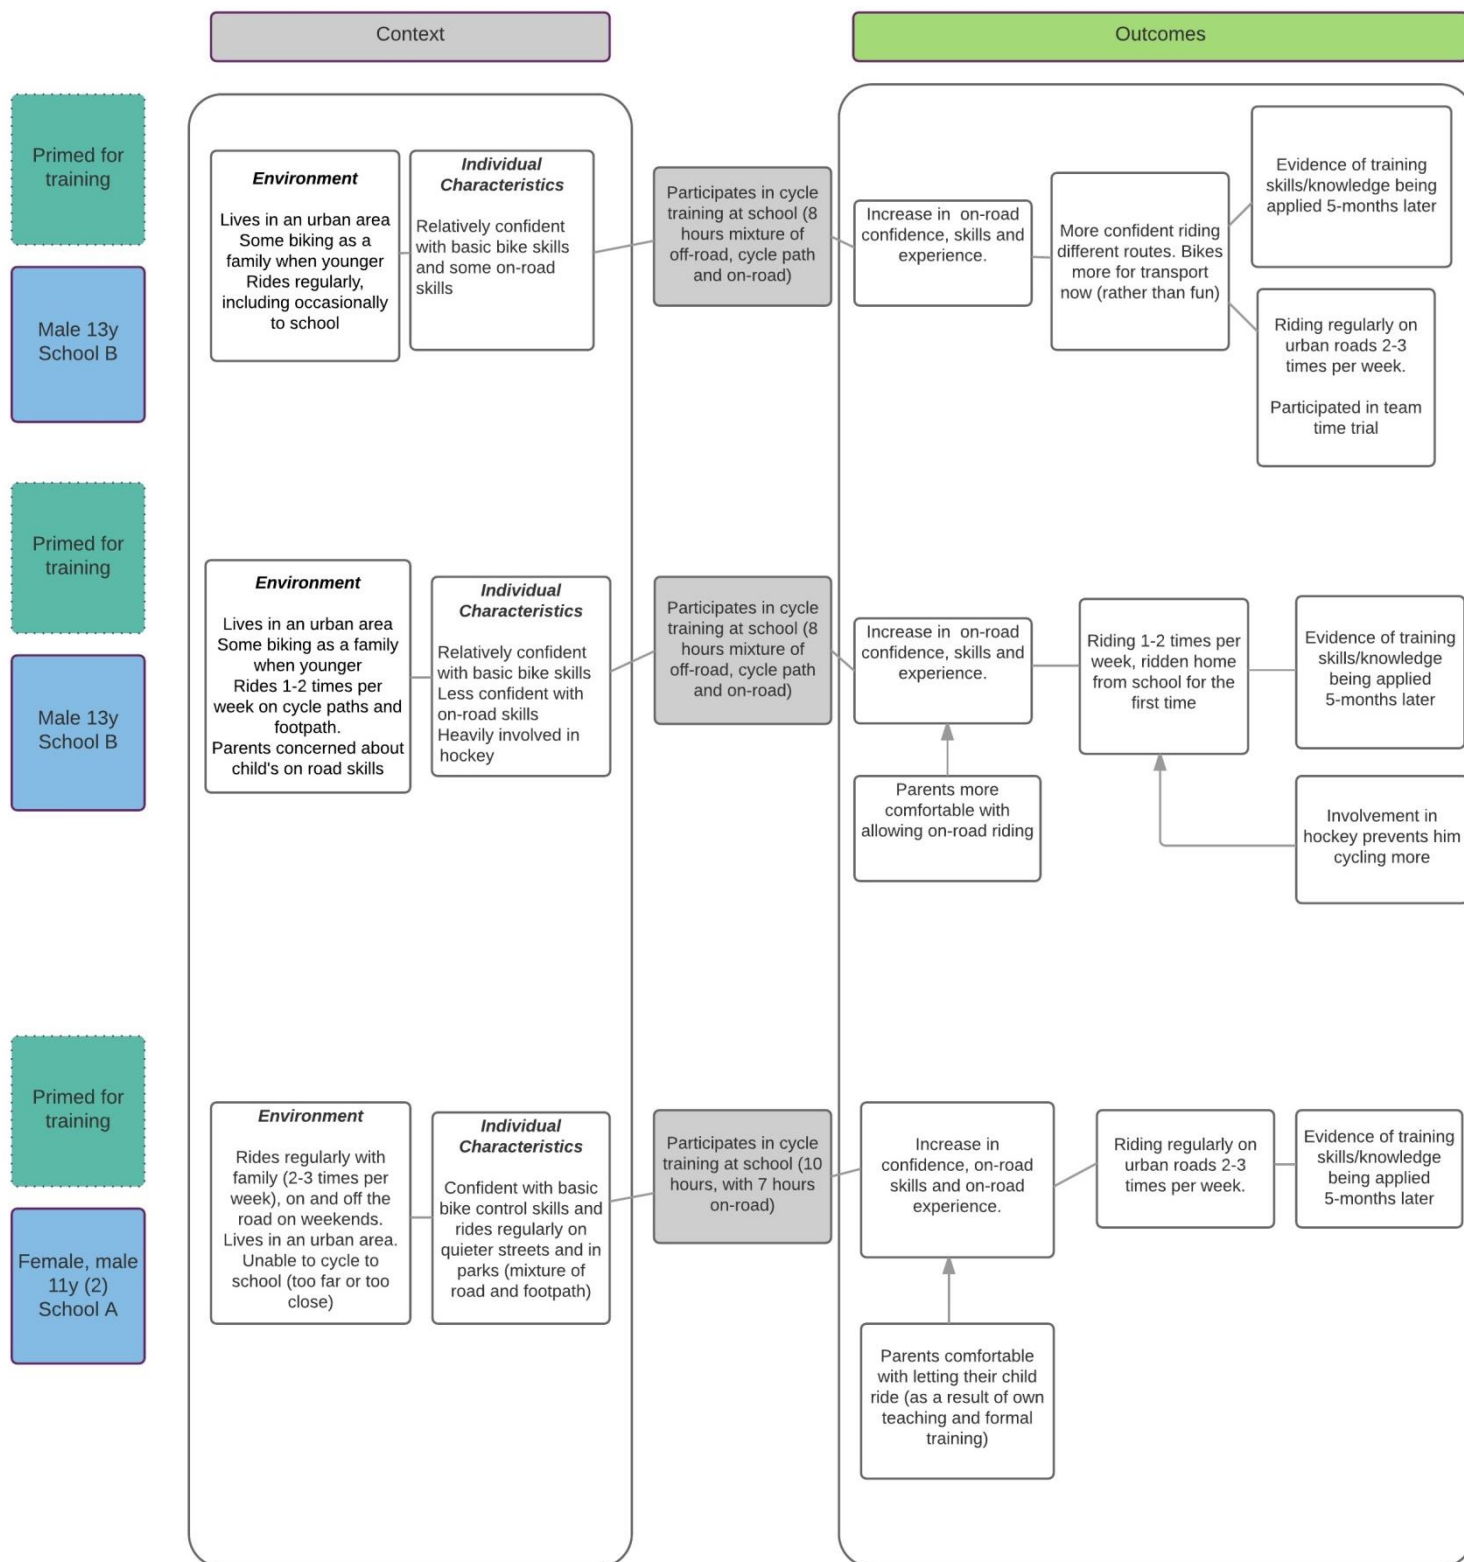 Context
Outcomes
Primed for
training
Male 13y
School B
Environment
Lives in an urban area
Some biking as a
family when younger
Rides regularly,
including occasionally
to school
Individual
Characteristics
Relatively confident
with basic bike skills
and some on-road
skills
Participates in cycle
training at school (8
hours mixture of
off-road, cycle path
and on-road)
Increase in on-road
confidence, skills and
experience.
More confident riding
different routes. Bikes
more for transport
now (rather than fun)
Evidence of training
skills/knowledge being
applied 5-months later
Riding regularly on
urban roads 2-3
times per week.
Participated in team
time trial
Primed for
training
Male 13y
School B
Environment
Lives in an urban area
Some biking as a family
when younger
Rides 1-2 times per
week on cycle paths and
footpath.
Parents concerned about
child's on road skills
Individual
Characteristics
Relatively confident
with basic bike skills
Less confident with
on-road skills
Heavily involved in
hockey
Participates in cycle
training at school (8
hours mixture of
off-road, cycle path
and on-road)
Increase in on-road
confidence, skills and
experience.
Parents more
comfortable with
allowing on-road riding
Riding 1-2 times per
week, ridden home
from school for the
first time
Evidence of training
skills/knowledge
being applied
5-months later
Involvement in
hockey prevents him
cycling more
Primed for
training
Female, male
11y (2)
School A
Environment
Rides regularly with
family (2-3 times per
week), on and off the
road on weekends.
Lives in an urban area.
Unable to cycle to
school (too far or too
close)
Individual
Characteristics
Confident with basic
bike control skills and
rides regularly on
quieter streets and in
parks (mixture of
road and footpath)
Participates in cycle
training at school (10
hours, with 7 hours
on-road)
Increase in
confidence, on-road
skills and on-road
experience.
Parents comfortable
with letting their child
ride (as a result of own
teaching and formal
training)
Riding regularly on
urban roads 2-3
times per week.
Evidence of training
skills/knowledge
being applied
5-months later